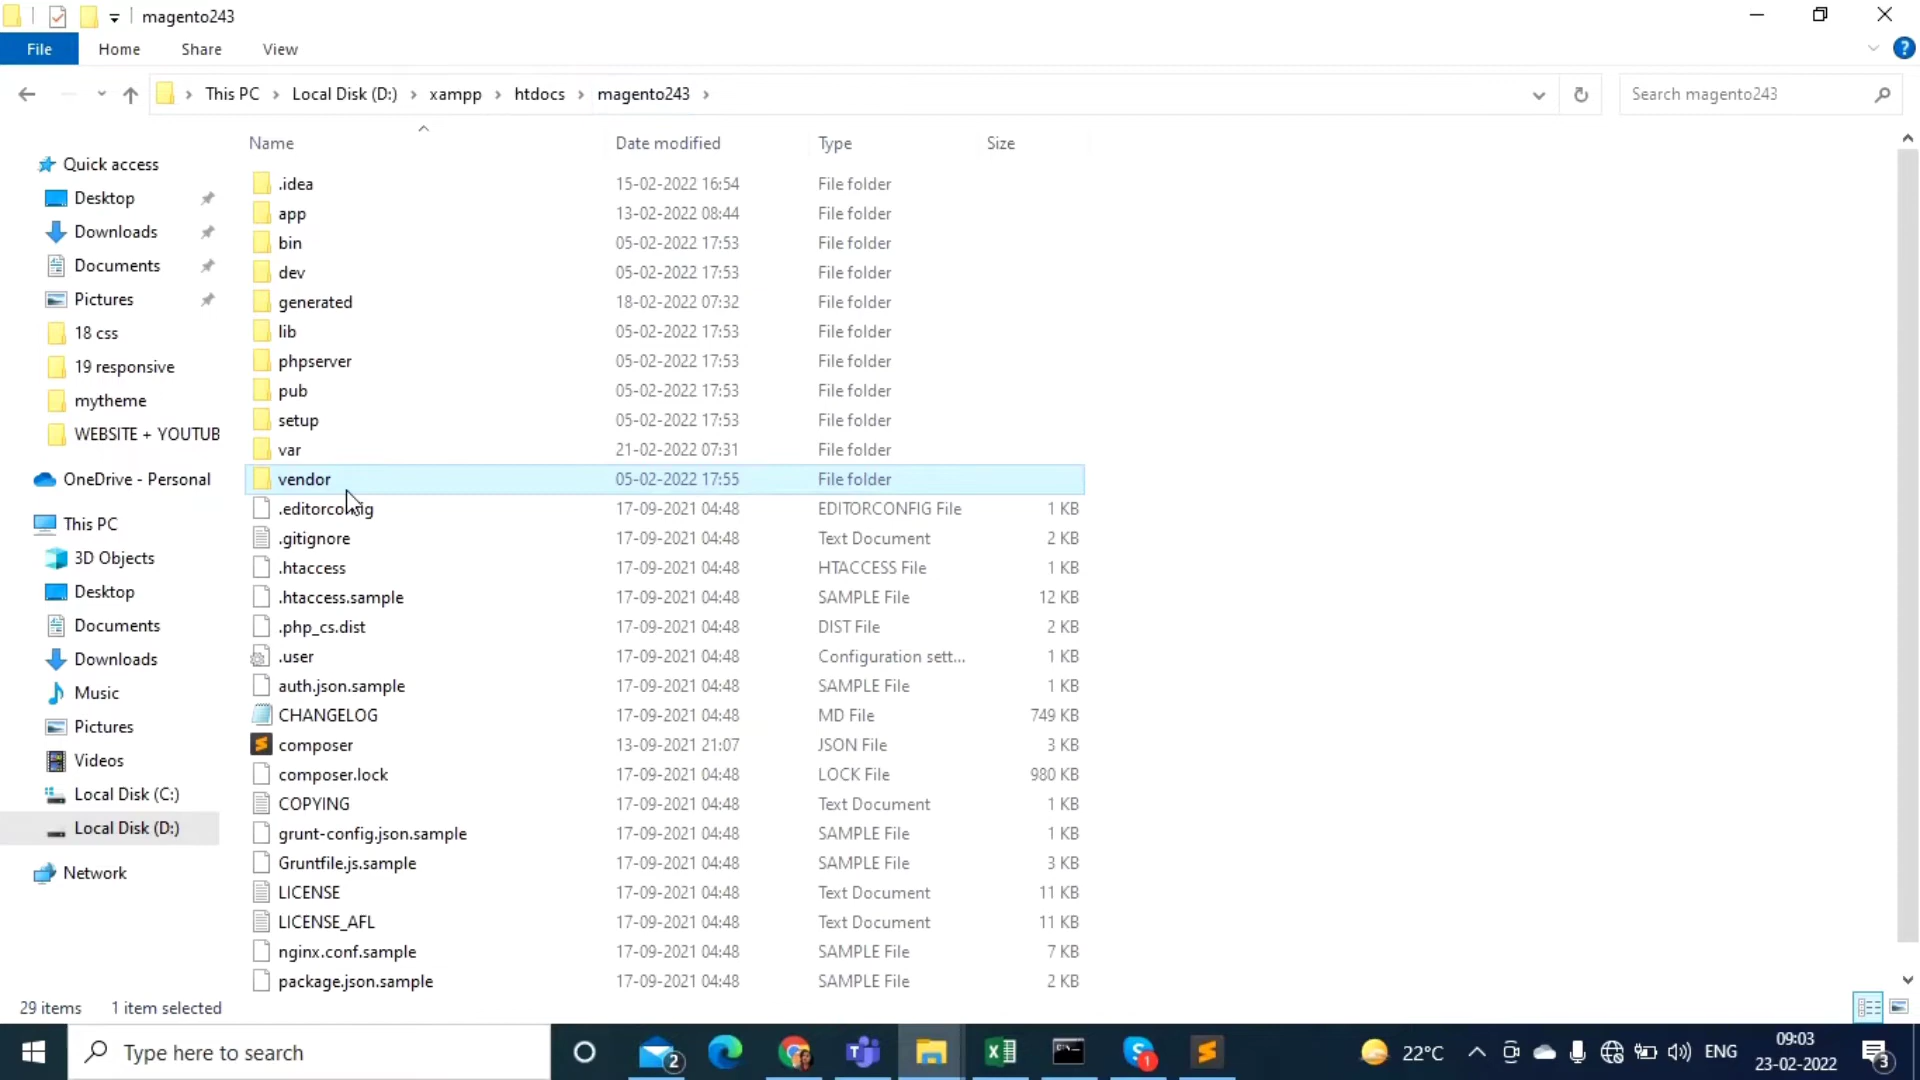 magento243
File Home Share View
This PC Local Disk (D:) xampp htdocs magento243
Search magento243
Name Date modified Type Size
Quick access
Desktop
Downloads
Documents
Pictures
18 css
19 responsive
mytheme
WEBSITE + YOUTUB
OneDrive - Personal
This PC
3D Objects
Desktop
Documents
Downloads
Music
Pictures
Videos
Local Disk (C:)
Local Disk (D:)
Network
.idea 15-02-2022 16:54 File folder
app 13-02-2022 08:44 File folder
bin 05-02-2022 17:53 File folder
dev 05-02-2022 17:53 File folder
generated 18-02-2022 07:32 File folder
lib 05-02-2022 17:53 File folder
phpserver 05-02-2022 17:53 File folder
pub 05-02-2022 17:53 File folder
setup 05-02-2022 17:53 File folder
var 21-02-2022 07:31 File folder
vendor 05-02-2022 17:55 File folder
.editorconfig 17-09-2021 04:48 EDITORCONFIG File 1 KB
.gitignore 17-09-2021 04:48 Text Document 2 KB
.htaccess 17-09-2021 04:48 HTACCESS File 1 KB
.htaccess.sample 17-09-2021 04:48 SAMPLE File 12 KB
.php_cs.dist 17-09-2021 04:48 DIST File 2 KB
.user 17-09-2021 04:48 Configuration sett... 1 KB
auth.json.sample 17-09-2021 04:48 SAMPLE File 1 KB
CHANGELOG 17-09-2021 04:48 MD File 749 KB
composer 13-09-2021 21:07 JSON File 3 KB
composer.lock 17-09-2021 04:48 LOCK File 980 KB
COPYING 17-09-2021 04:48 Text Document 1 KB
grunt-config.json.sample 17-09-2021 04:48 SAMPLE File 1 KB
Gruntfile.js.sample 17-09-2021 04:48 SAMPLE File 3 KB
LICENSE 17-09-2021 04:48 Text Document 11 KB
LICENSE_AFL 17-09-2021 04:48 Text Document 11 KB
nginx.conf.sample 17-09-2021 04:48 SAMPLE File 7 KB
package.json.sample 17-09-2021 04:48 SAMPLE File 2 KB
29 items 1 item selected
Type here to search
2
1
22°C
ENG
09:03
23-02-2022
3